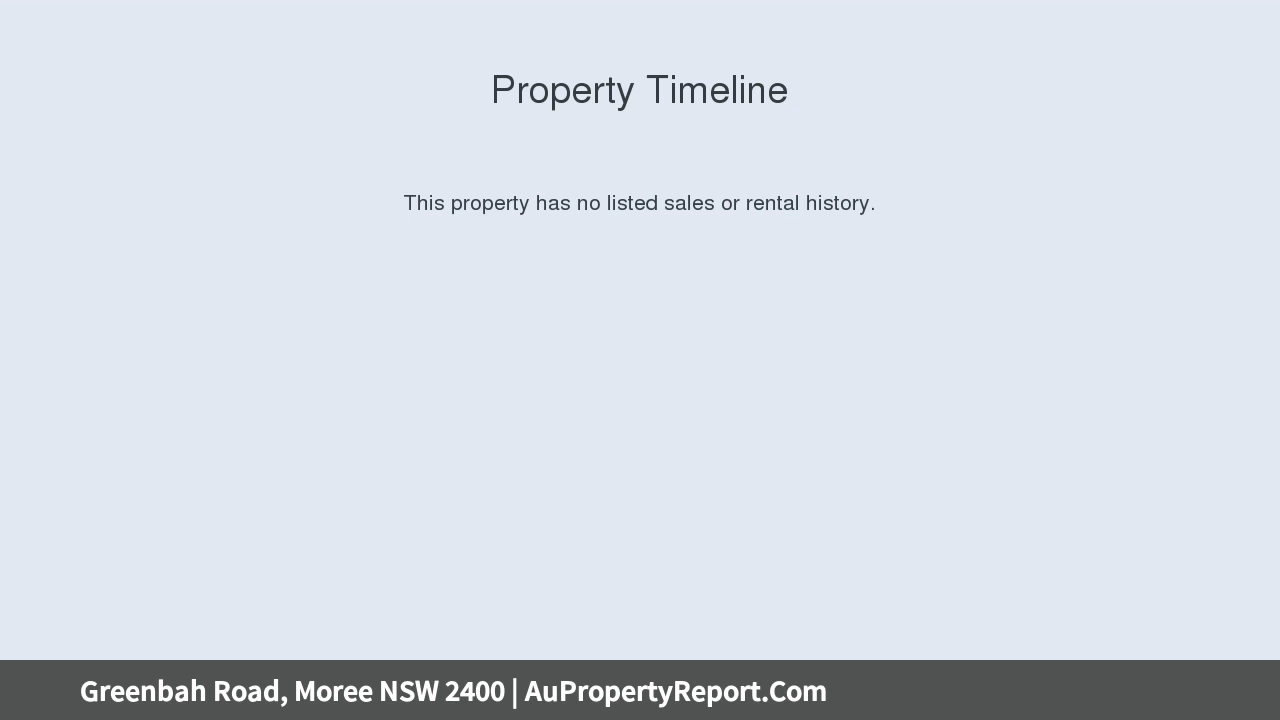 Property Timeline
This property has no listed sales or rental history.
Greenbah Road, Moree NSW 2400 | AuPropertyReport.Com